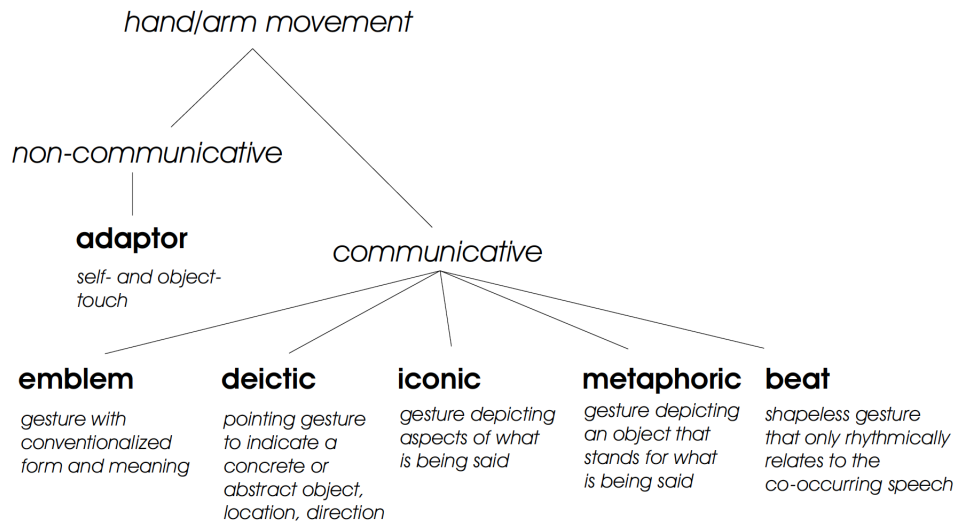 hand/arm movement
non-communicative
adaptor
self- and object-
touch
communicative
emblem
gesture with
conventionalized
form and meaning
deictic
pointing gesture
to indicate a
concrete or
abstract object,
location, direction
iconic
gesture depicting
aspects of what
is being said
metaphoric
gesture depicting
an object that
stands for what
is being said
beat
shapeless gesture
that only rhythmically
relates to the
co-occurring speech